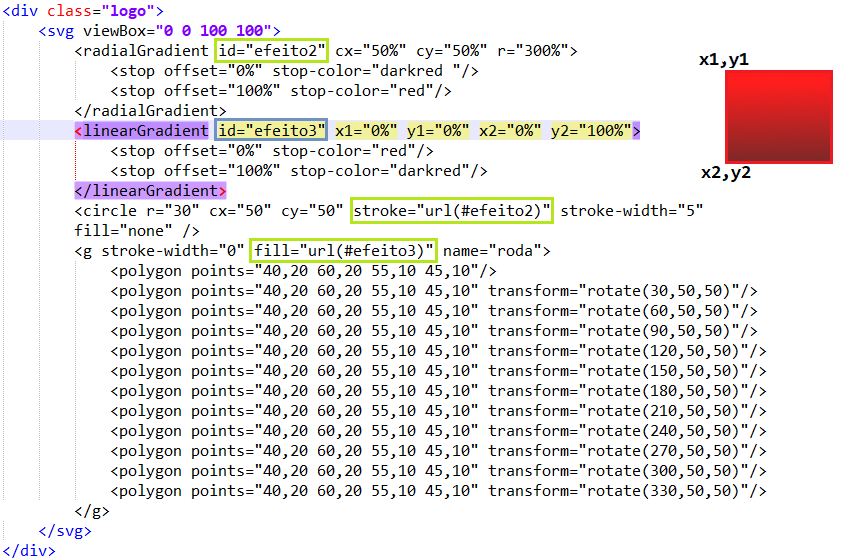 <div class="logo">
<svg viewBox="0 0 100 100">
<radialGradient id="efeito2" cx="50%" cy="50%" r="300%">
<stop offset="0%" stop-color="darkred "/>
<stop offset="100%" stop-color="red"/>
</radialGradient>
<linearGradient id="efeito3" x1="0%" y1="0%" x2="0%" y2="100%">
<stop offset="0%" stop-color="red"/>
<stop offset="100%" stop-color="darkred"/>
</linearGradient>
<circle r="30" cx="50" cy="50" stroke="url(#efeito2)" stroke-width="5"
fill="none" />
<g stroke-width="0" fill="url(#efeito3)" name="roda">
<polygon points="40,20 60,20 55,10 45,10"/>
<polygon points="40,20 60,20 55,10 45,10" transform="rotate(30,50,50)"/>
<polygon points="40,20 60,20 55,10 45,10" transform="rotate(60,50,50)"/>
<polygon points="40,20 60,20 55,10 45,10" transform="rotate(90,50,50)"/>
<polygon points="40,20 60,20 55,10 45,10" transform="rotate(120,50,50)"/>
<polygon points="40,20 60,20 55,10 45,10" transform="rotate(150,50,50)"/>
<polygon points="40,20 60,20 55,10 45,10" transform="rotate(180,50,50)"/>
<polygon points="40,20 60,20 55,10 45,10" transform="rotate(210,50,50)"/>
<polygon points="40,20 60,20 55,10 45,10" transform="rotate(240,50,50)"/>
<polygon points="40,20 60,20 55,10 45,10" transform="rotate(270,50,50)"/>
<polygon points="40,20 60,20 55,10 45,10" transform="rotate(300,50,50)"/>
<polygon points="40,20 60,20 55,10 45,10" transform="rotate(330,50,50)"/>
</g>
</svg>
</div>
x1,y1
x2,y2